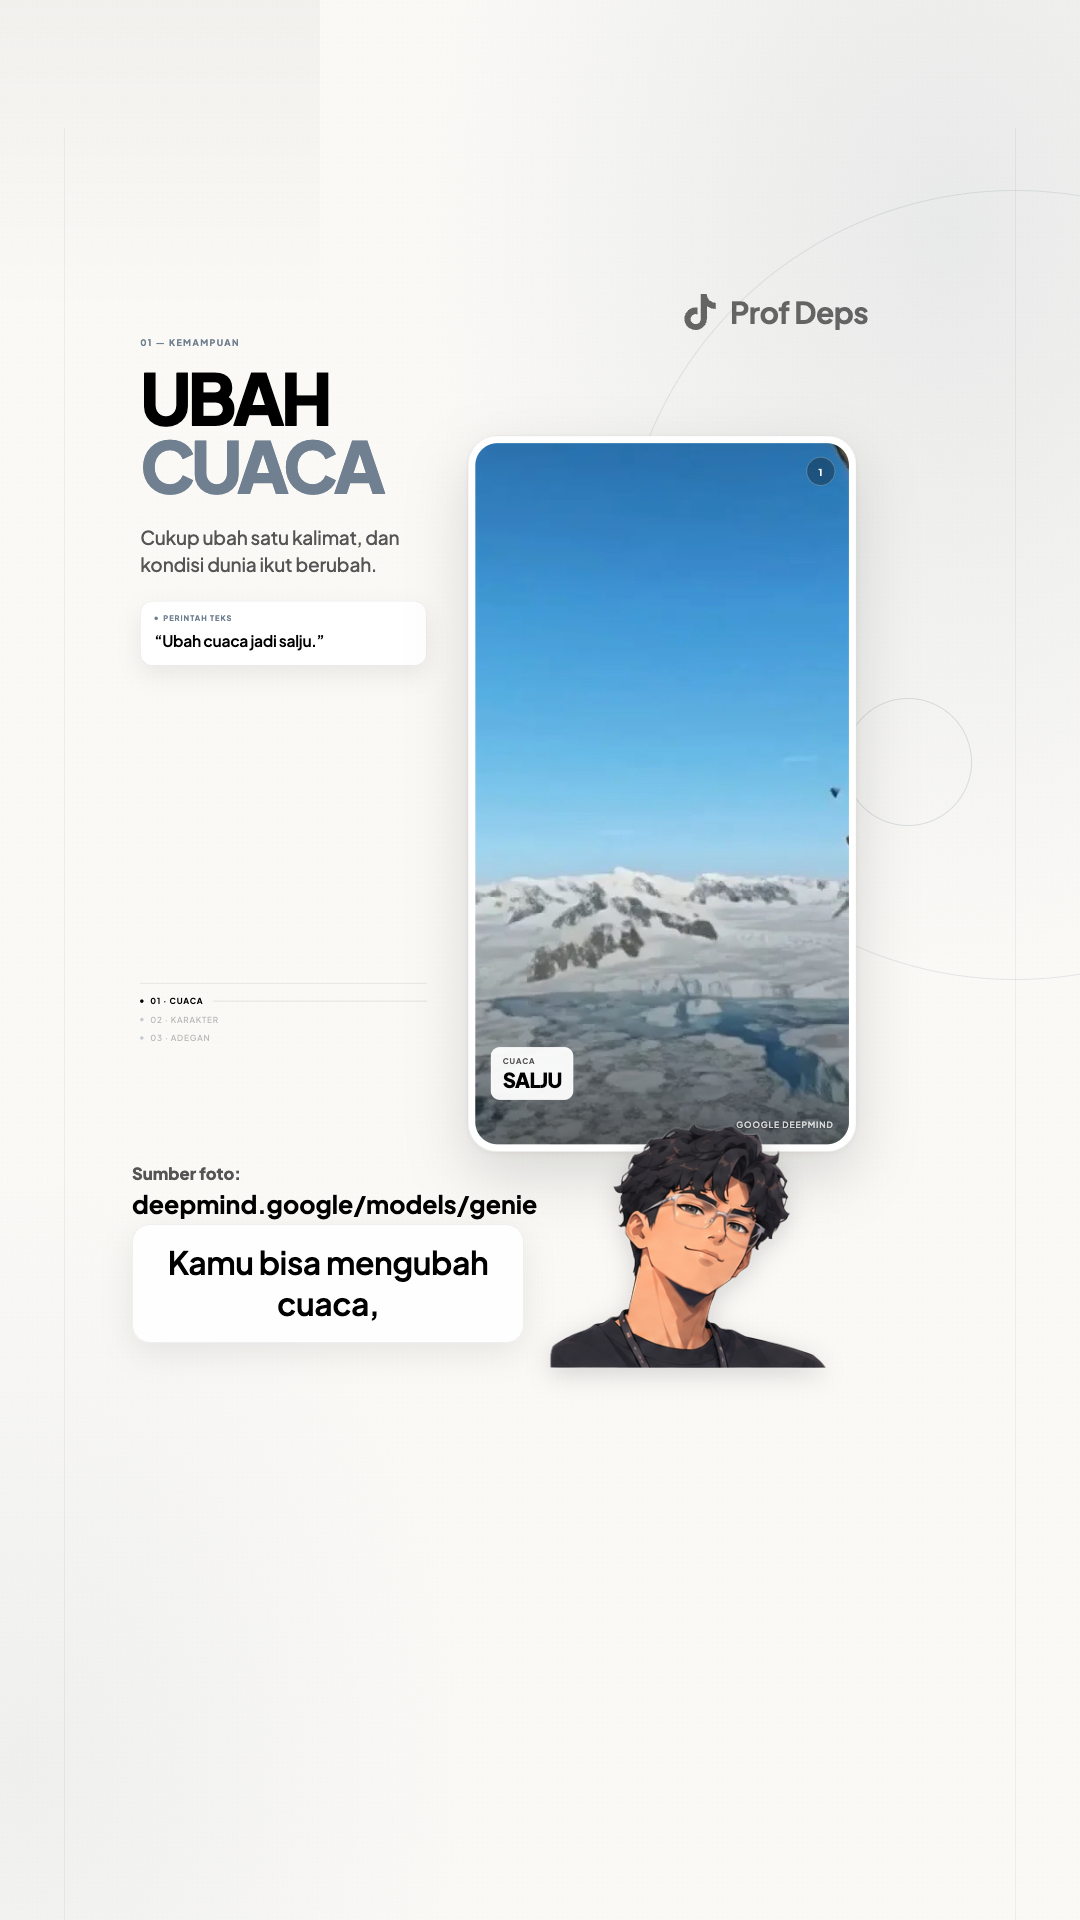 Prof Deps
01 — KEMAMPUAN
UBAH
CUACA
Cukup ubah satu kalimat, dan
kondisi dunia ikut berubah.
• PERINTAH TEKS
“Ubah cuaca jadi salju.”
1
• 01 · CUACA
• 02 · KARAKTER
• 03 · ADEGAN
CUACA
SALJU
GOOGLE DEEPMIND
Sumber foto:
deepmind.google/models/genie
Kamu bisa mengubah
cuaca,